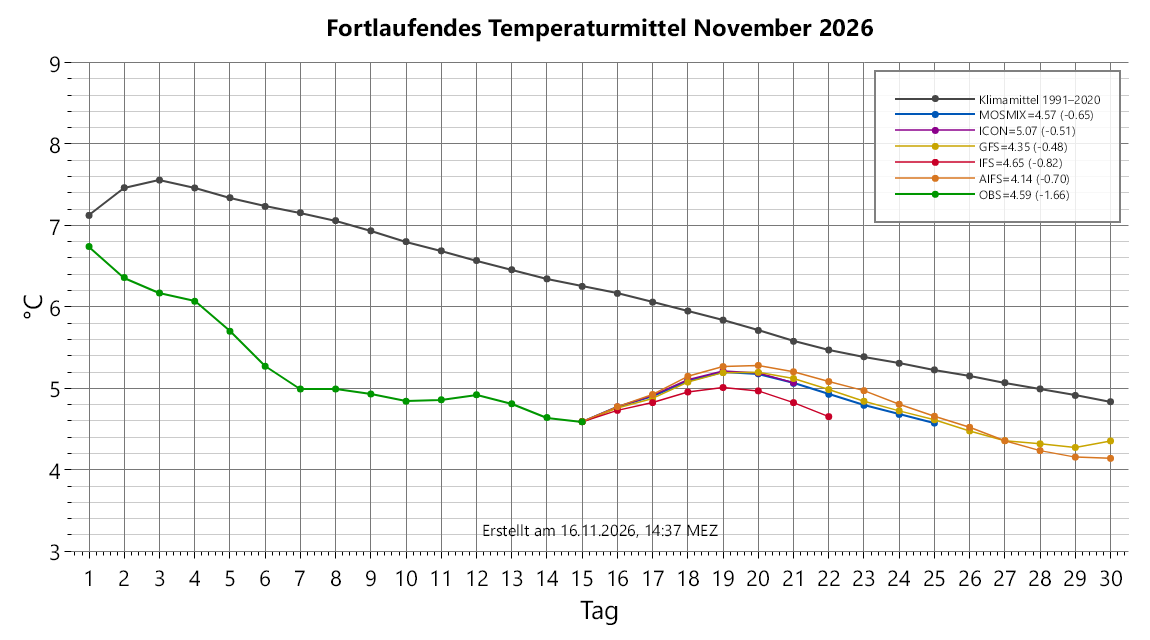 Fortlaufendes Temperaturmittel November 2026
9
8
7
6
5
4
3
°C
Klimamittel 1991–2020
MOSMIX=4.57 (-0.65)
ICON=5.07 (-0.51)
GFS=4.35 (-0.48)
IFS=4.65 (-0.82)
AIFS=4.14 (-0.70)
OBS=4.59 (-1.66)
Erstellt am 16.11.2026, 14:37 MEZ
1 2 3 4 5 6 7 8 9 10 11 12 13 14 15 16 17 18 19 20 21 22 23 24 25 26 27 28 29 30
Tag